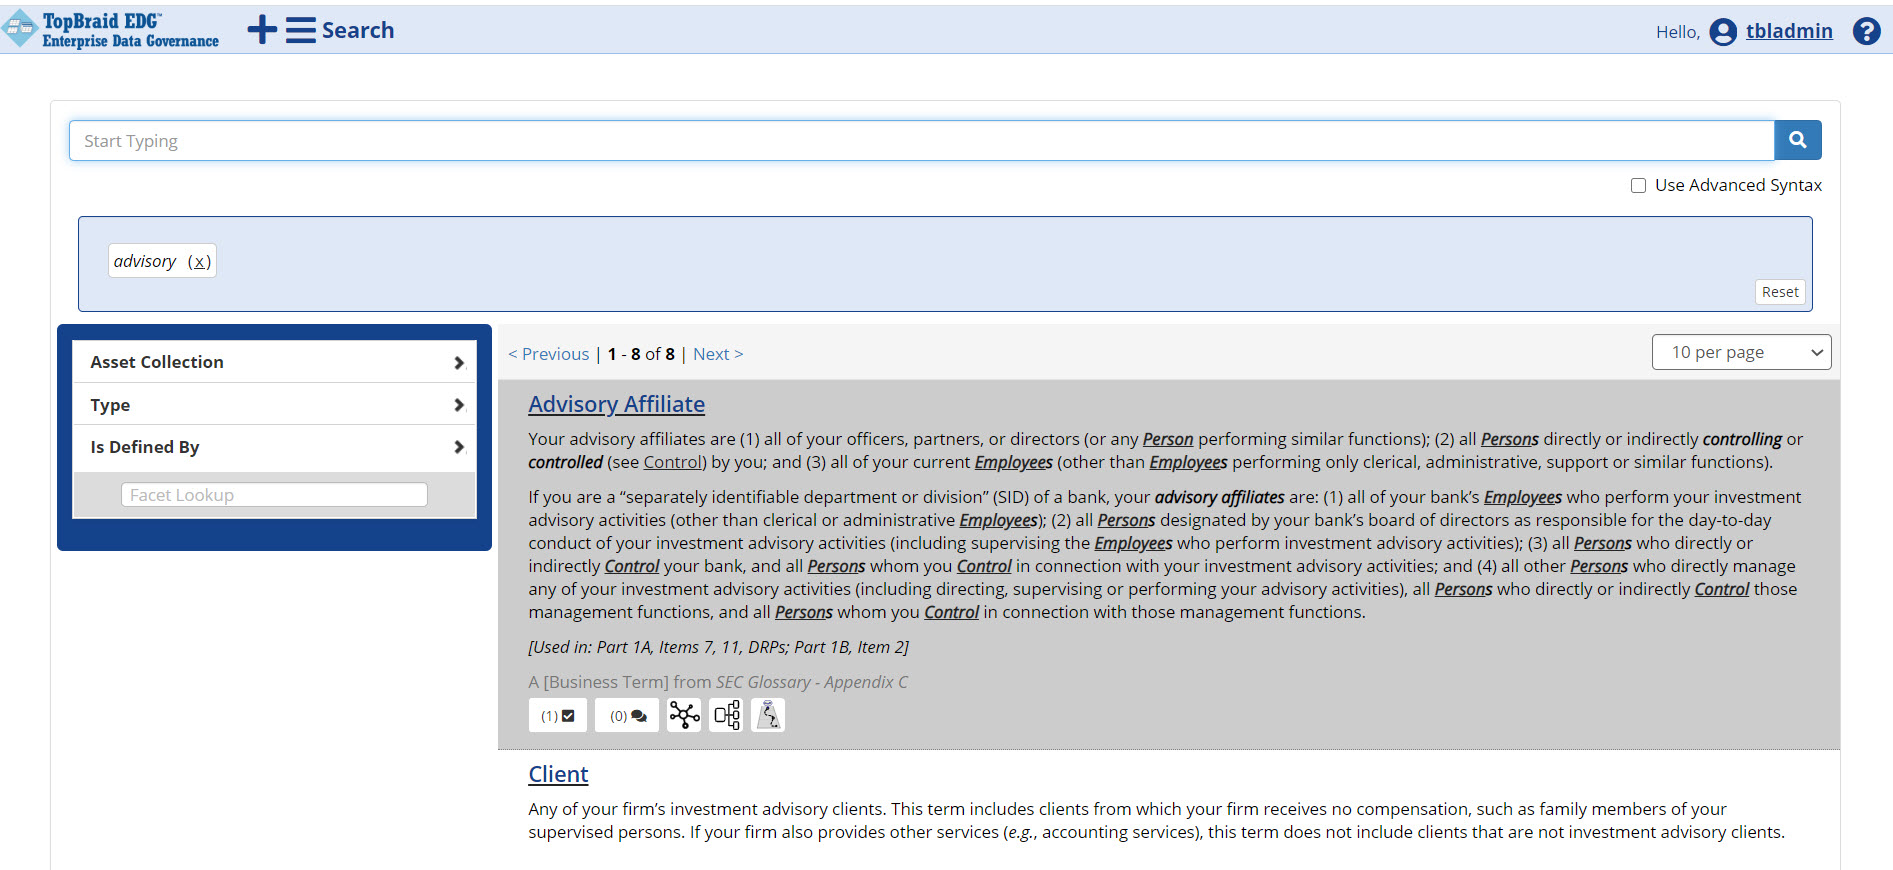 TopBraid EDG™
Enterprise Data Governance
Search
Hello, tbladmin
Start Typing
Use Advanced Syntax
advisory (x)
Reset
Asset Collection
Type
Is Defined By
Facet Lookup
< Previous | 1 - 8 of 8 | Next >
10 per page
Advisory Affiliate
Your advisory affiliates are (1) all of your officers, partners, or directors (or any Person performing similar functions); (2) all Persons directly or indirectly controlling or
controlled (see Control) by you; and (3) all of your current Employees (other than Employees performing only clerical, administrative, support or similar functions).
If you are a “separately identifiable department or division” (SID) of a bank, your advisory affiliates are: (1) all of your bank’s Employees who perform your investment
advisory activities (other than clerical or administrative Employees); (2) all Persons designated by your bank’s board of directors as responsible for the day-to-day
conduct of your investment advisory activities (including supervising the Employees who perform investment advisory activities); (3) all Persons who directly or
indirectly Control your bank, and all Persons whom you Control in connection with your investment advisory activities; and (4) all other Persons who directly manage
any of your investment advisory activities (including directing, supervising or performing your advisory activities), all Persons who directly or indirectly Control those
management functions, and all Persons whom you Control in connection with those management functions.
[Used in: Part 1A, Items 7, 11, DRPs; Part 1B, Item 2]
A [Business Term] from SEC Glossary - Appendix C
(1)
(0)
Client
Any of your firm’s investment advisory clients. This term includes clients from which your firm receives no compensation, such as family members of your
supervised persons. If your firm also provides other services (e.g., accounting services), this term does not include clients that are not investment advisory clients.